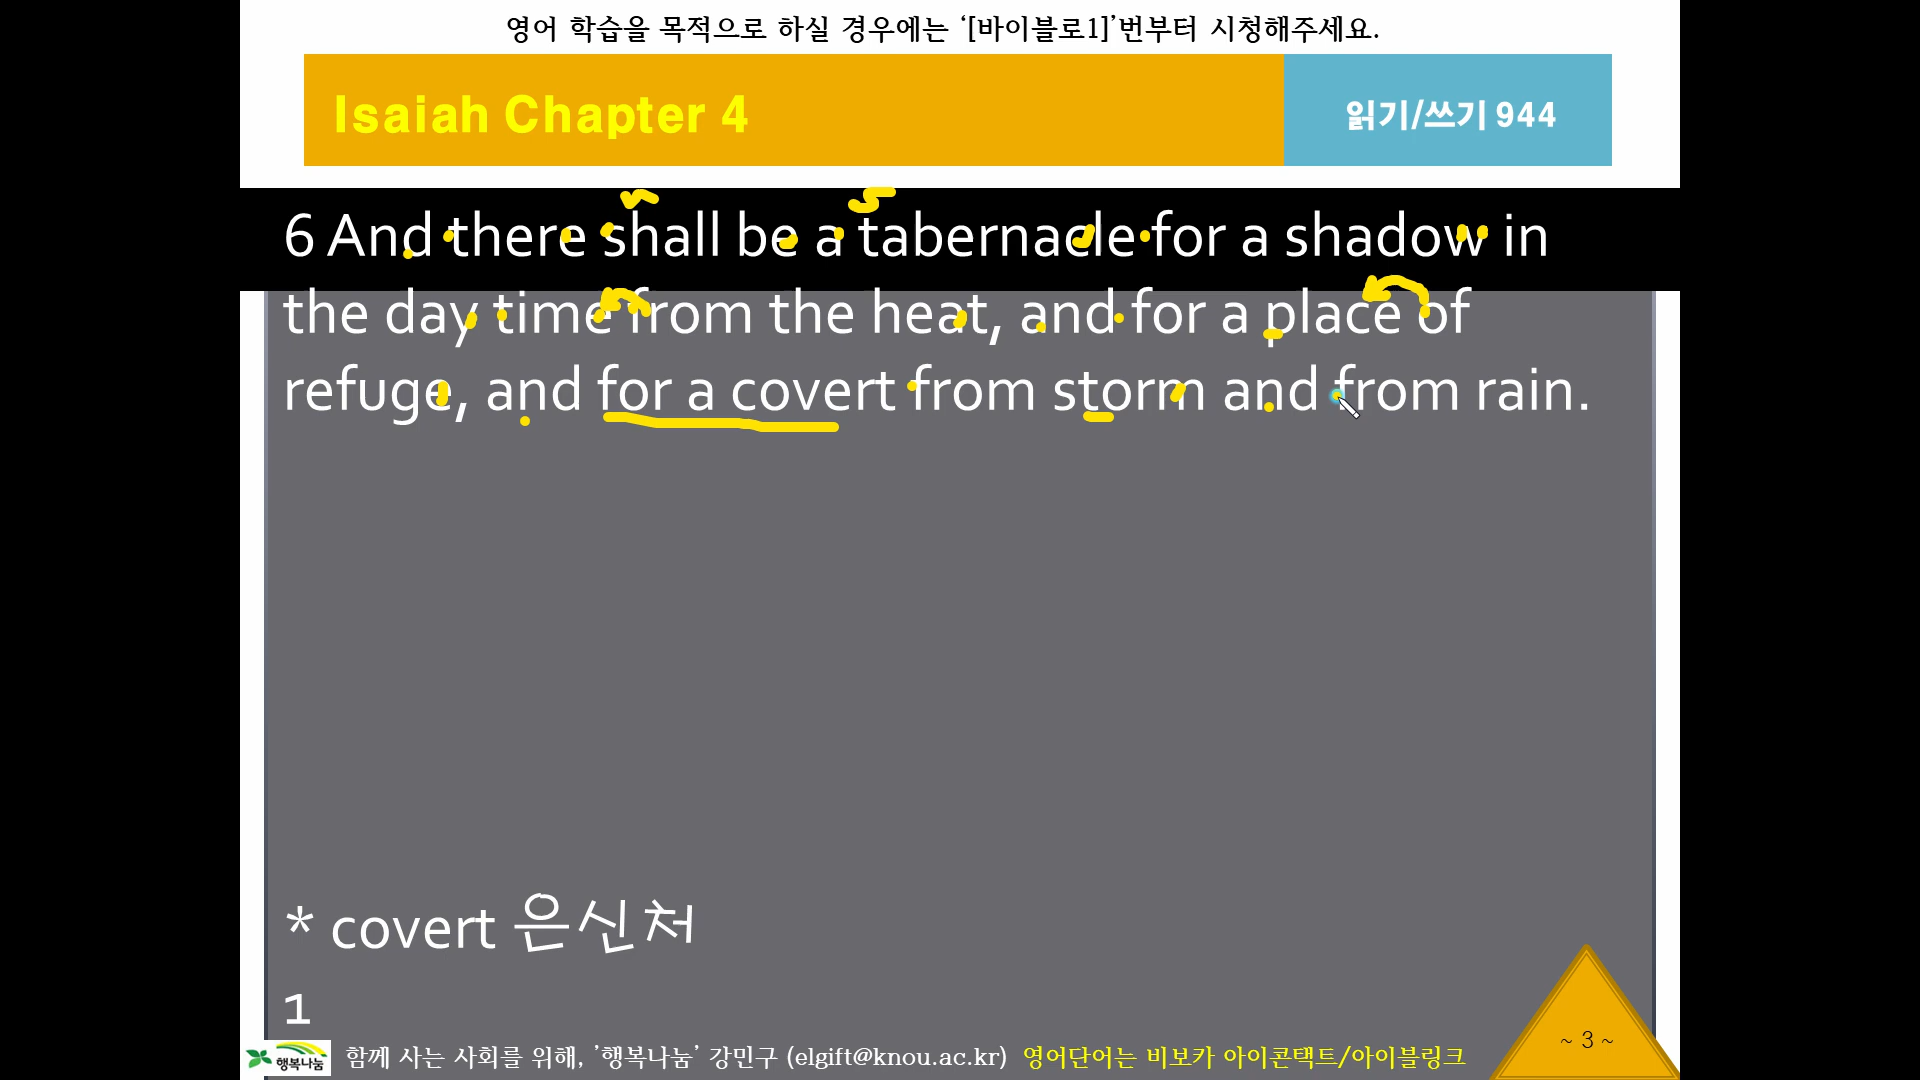 영어 학습을 목적으로 하실 경우에는 ‘[바이블로1]’번부터 시청해주세요.
Isaiah Chapter 4
읽기/쓰기 944
6 And there shall be a tabernacle for a shadow in
the day time from the heat, and for a place of
refuge, and for a covert from storm and from rain.
* covert 은신처
1
~ 3 ~
행복나눔
함께 사는 사회를 위해, ’행복나눔’ 강민구 (elgift@knou.ac.kr) 영어단어는 비보카 아이콘택트/아이블링크